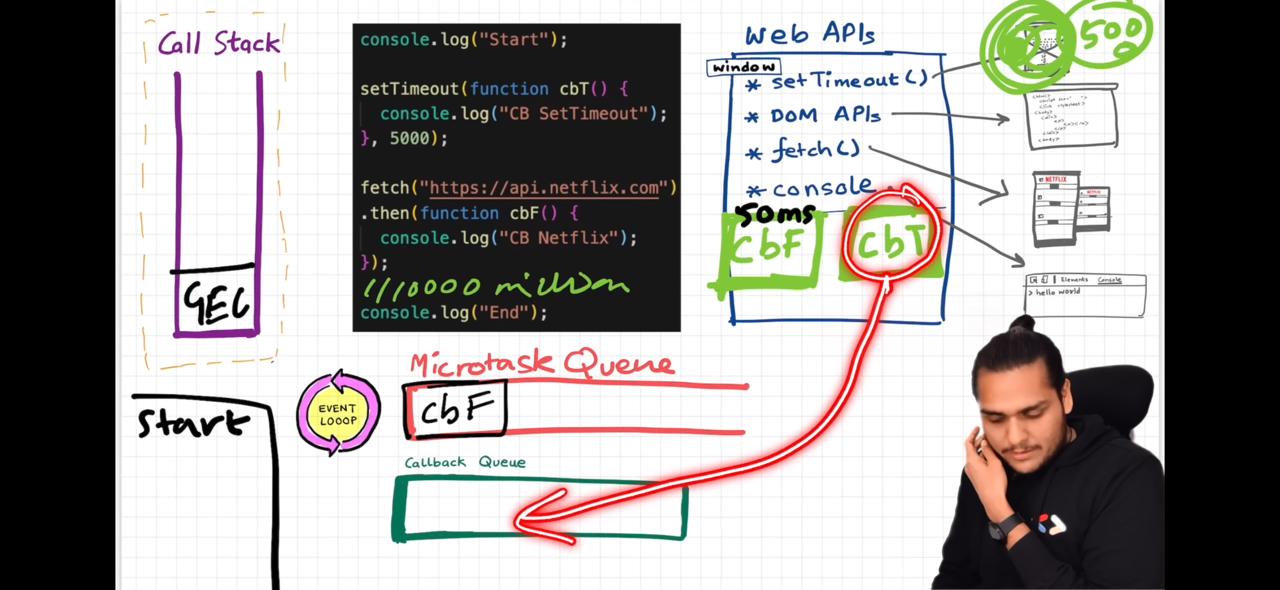 Call Stack
GEC
console.log("Start");
setTimeout(function cbT() {
console.log("CB SetTimeout");
}, 5000);
fetch("https://api.netflix.com")
.then(function cbF() {
console.log("CB Netflix");
});
10000 million
console.log("End");
Web APIs
window
* setTimeout()
* DOM APIs
* fetch()
* console
50ms
cbF
cbT
500
NETFLIX
NETFLIX
Elements Console
> hello world
Start
EVENT
LOOOP
Microtask Queue
cbF
Callback Queue